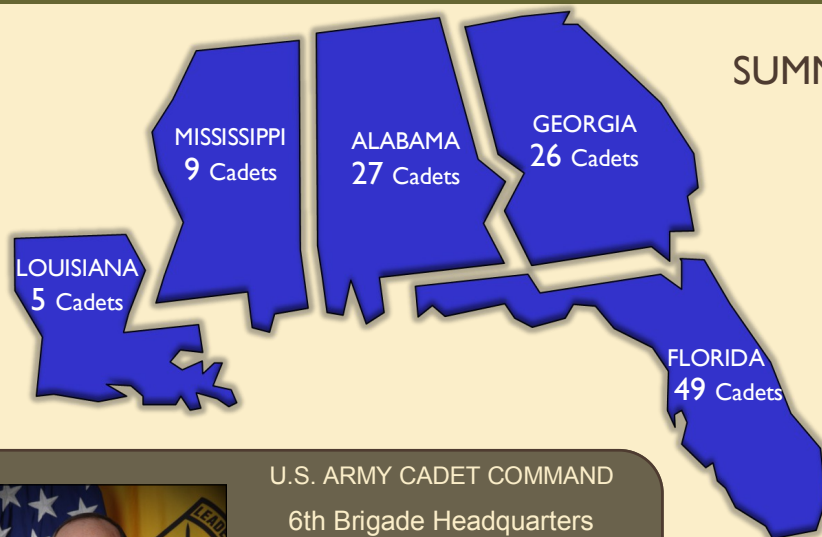 MISSISSIPPI
9 Cadets
ALABAMA
27 Cadets
GEORGIA
26 Cadets
LOUISIANA
5 Cadets
FLORIDA
49 Cadets
U.S. ARMY CADET COMMAND
6th Brigade Headquarters